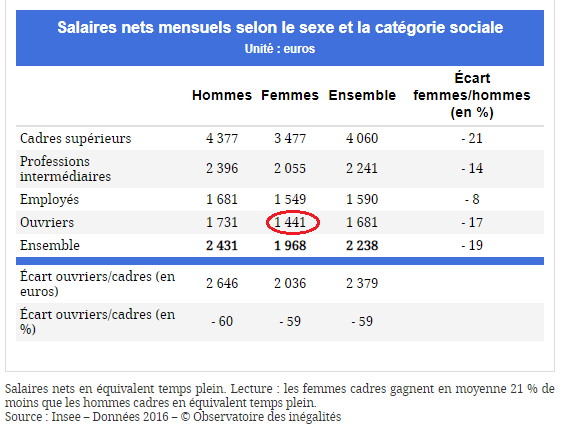 Salaires nets mensuels selon le sexe et la catégorie sociale
Unité : euros
Hommes Femmes Ensemble Écart femmes/hommes (en %)
Cadres supérieurs 4 377 3 477 4 060 - 21
Professions intermédiaires 2 396 2 055 2 241 - 14
Employés 1 681 1 549 1 590 - 8
Ouvriers 1 731 1 441 1 681 - 17
Ensemble 2 431 1 968 2 238 - 19
Écart ouvriers/cadres (en euros) 2 646 2 036 2 379
Écart ouvriers/cadres (en %) - 60 - 59 - 59
Salaires nets en équivalent temps plein. Lecture : les femmes cadres gagnent en moyenne 21 % de
moins que les hommes cadres en équivalent temps plein.
Source : Insee – Données 2016 – © Observatoire des inégalités